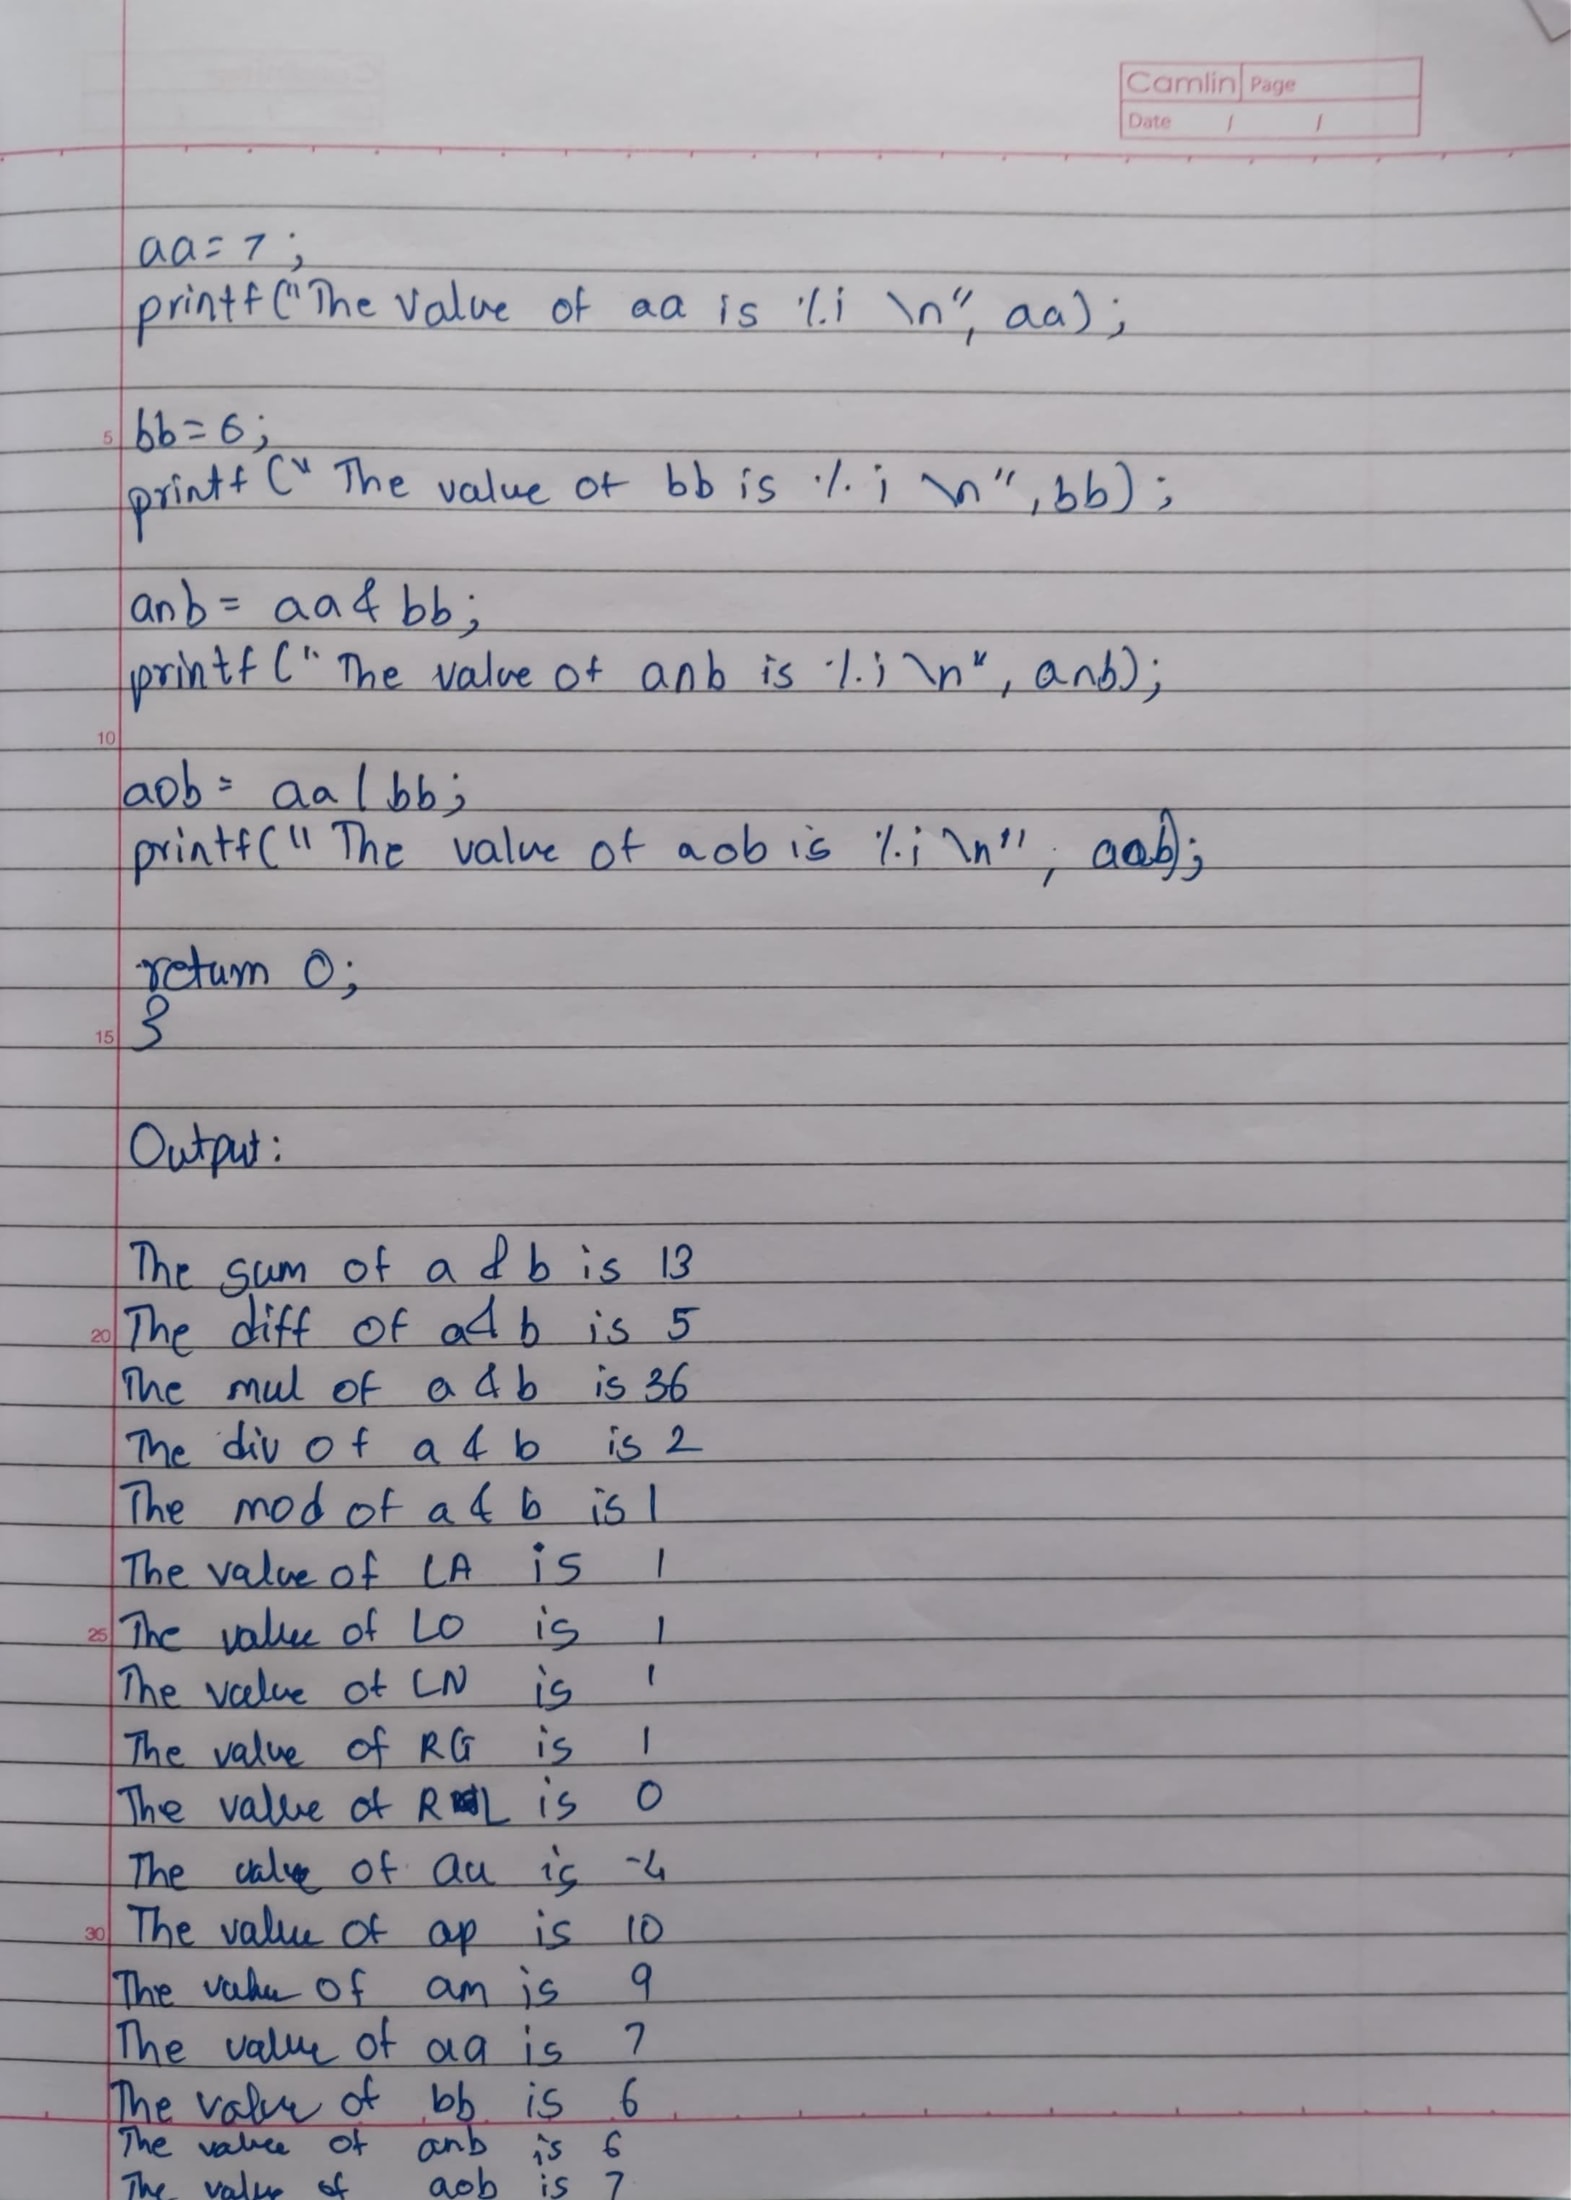 Camlin Page
Date / /
aa = 7 ;
printf ("The value of aa is %i \n", aa);
5
bb = 6 ;
printf (" The value of bb is %i \n", bb);
anb = aa & bb;
printf (" The value of anb is %i \n", anb);
10
aob = aa | bb;
printf(" The value of aob is %i \n", aob);
return 0;
15
}
Output:
The sum of a & b is 13
20
The diff of a & b is 5
The mul of a & b is 36
The div of a & b is 2
The mod of a & b is 1
The value of LA is 1
25
The value of LO is 1
The value of LN is 1
The value of RG is 1
The value of RL is 0
The value of au is -4
30
The value of ap is 10
The value of am is 9
The value of aa is 7
The value of bb is 6
The value of anb is 6
The value of aob is 7